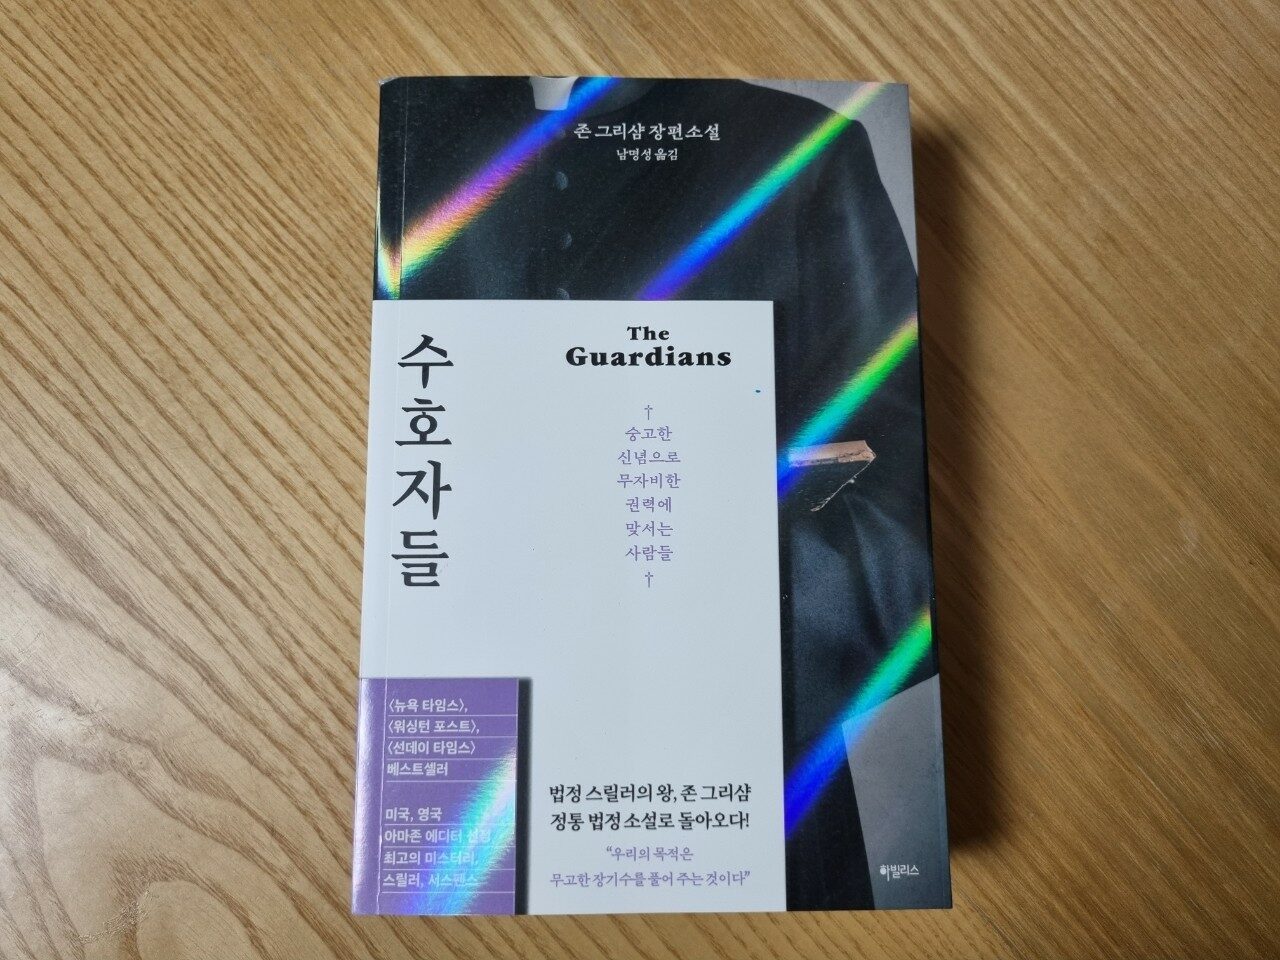 존 그리샴 장편소설
남명성 옮김
수호자들
The
Guardians
†
숭고한
신념으로
무자비한
권력에
맞서는
사람들
†
〈뉴욕 타임스〉,
〈워싱턴 포스트〉,
〈선데이 타임스〉
베스트셀러
미국, 영국
아마존 에디터 선정
최고의 미스터리,
스릴러, 서스펜스
법정 스릴러의 왕, 존 그리샴
정통 법정 소설로 돌아오다!
“우리의 목적은
무고한 장기수를 풀어 주는 것이다”
하빌리스